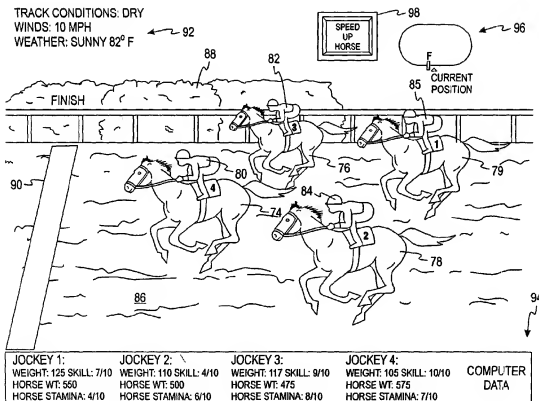 TRACK CONDITIONS: DRY
WINDS: 10 MPH
WEATHER: SUNNY 82⁰ F
92
98
SPEED
UP
HORSE
96
F
CURRENT
POSITION
88
82
85
FINISH
3
1
90
80
76
79
4
74
84
2
78
86
94
JOCKEY 1:
WEIGHT: 125 SKILL: 7/10
HORSE WT: 550
HORSE STAMINA: 4/10
JOCKEY 2:
WEIGHT: 110 SKILL: 4/10
HORSE WT: 500
HORSE STAMINA: 6/10
JOCKEY 3:
WEIGHT: 117 SKILL: 9/10
HORSE WT: 475
HORSE STAMINA: 8/10
JOCKEY 4:
WEIGHT: 105 SKILL: 10/10
HORSE WT: 575
HORSE STAMINA: 7/10
COMPUTER
DATA